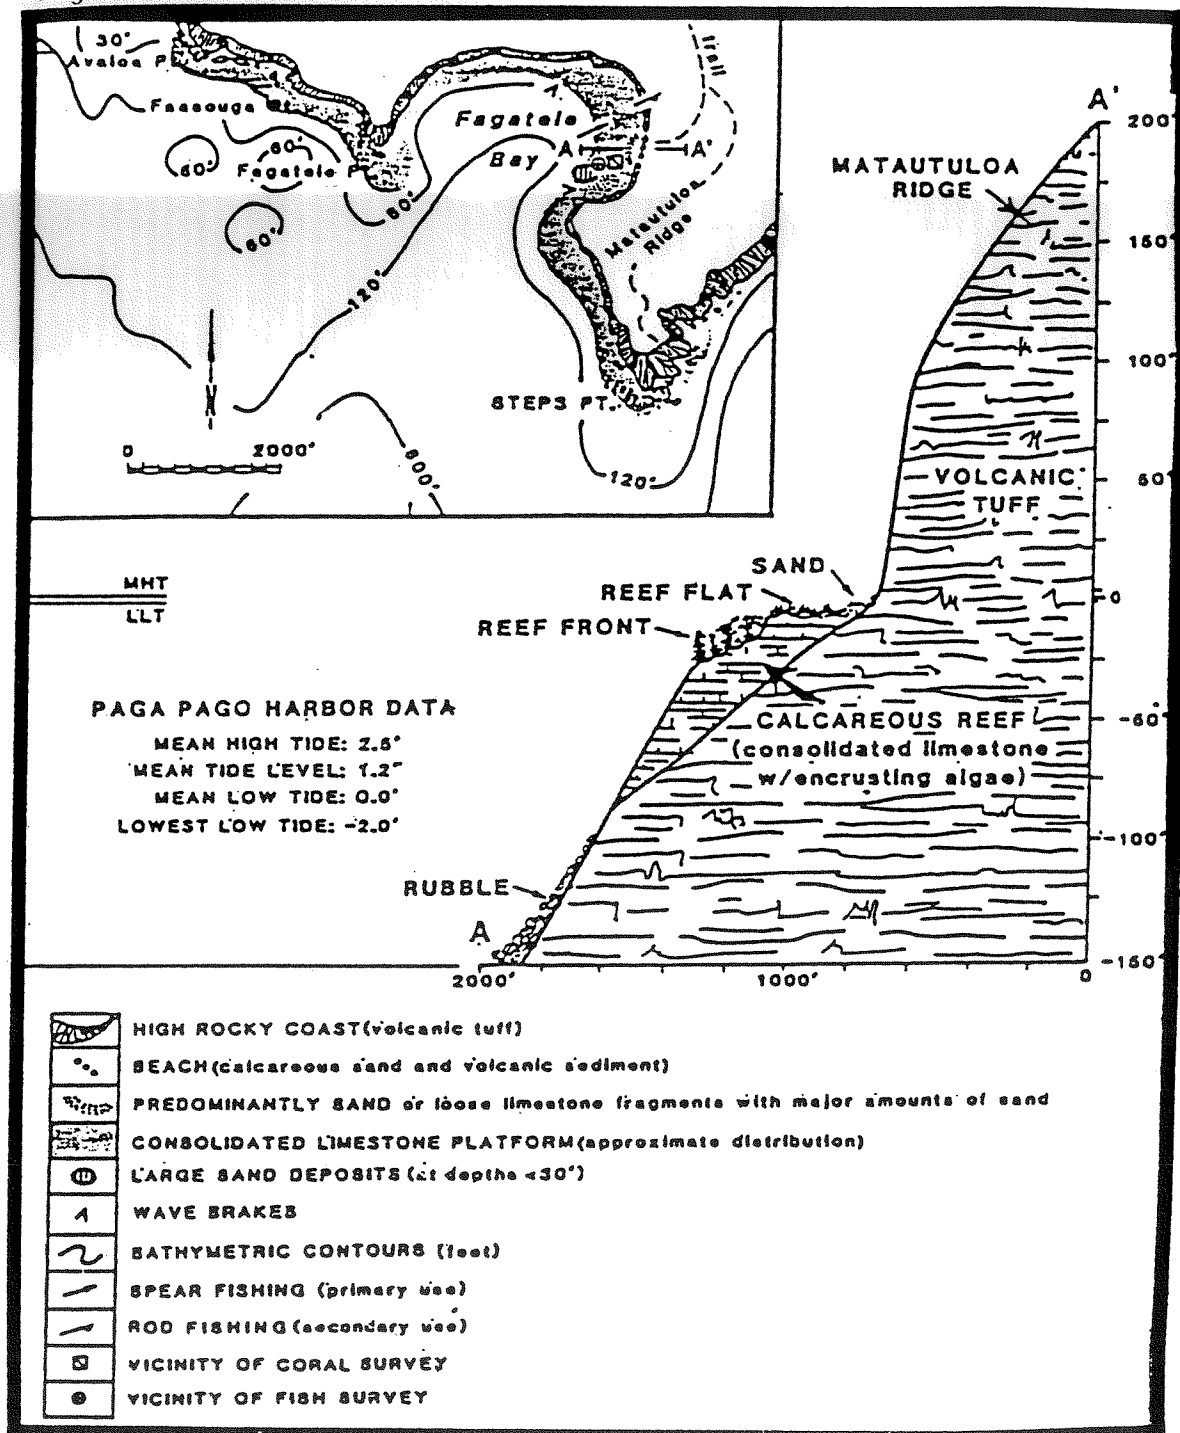 30'
Avaloa P
Faasouga Pt.
60'
60'
Fagatele P
60'
60'
120'
Fagatele
Bay
A
A'
trail
Matautuloa
Ridge
STEPS PT.
N
0 2000'
600'
120'
A'
200'
MATAUTULOA
RIDGE
150'
100'
VOLCANIC
TUFF
50'
SAND
REEF FLAT
REEF FRONT
0
MHT
LLT
PAGA PAGO HARBOR DATA
MEAN HIGH TIDE: 2.5'
MEAN TIDE LEVEL: 1.2"
MEAN LOW TIDE: 0.0'
LOWEST LOW TIDE: -2.0'
CALCAREOUS REEF
(consolidated limestone
w/encrusting algae)
-50'
-100'
RUBBLE
A
-150'
2000' 1000' 0
HIGH ROCKY COAST(volcanic tuff)
BEACH(calcareous sand and volcanic sediment)
PREDOMINANTLY SAND or loose limestone fragments with major amounts of sand
CONSOLIDATED LIMESTONE PLATFORM(approximate distribution)
LARGE SAND DEPOSITS (at depths <30')
WAVE BRAKES
BATHYMETRIC CONTOURS (feet)
SPEAR FISHING (primary use)
ROD FISHING(secondary use)
VICINITY OF CORAL SURVEY
VICINITY OF FISH SURVEY